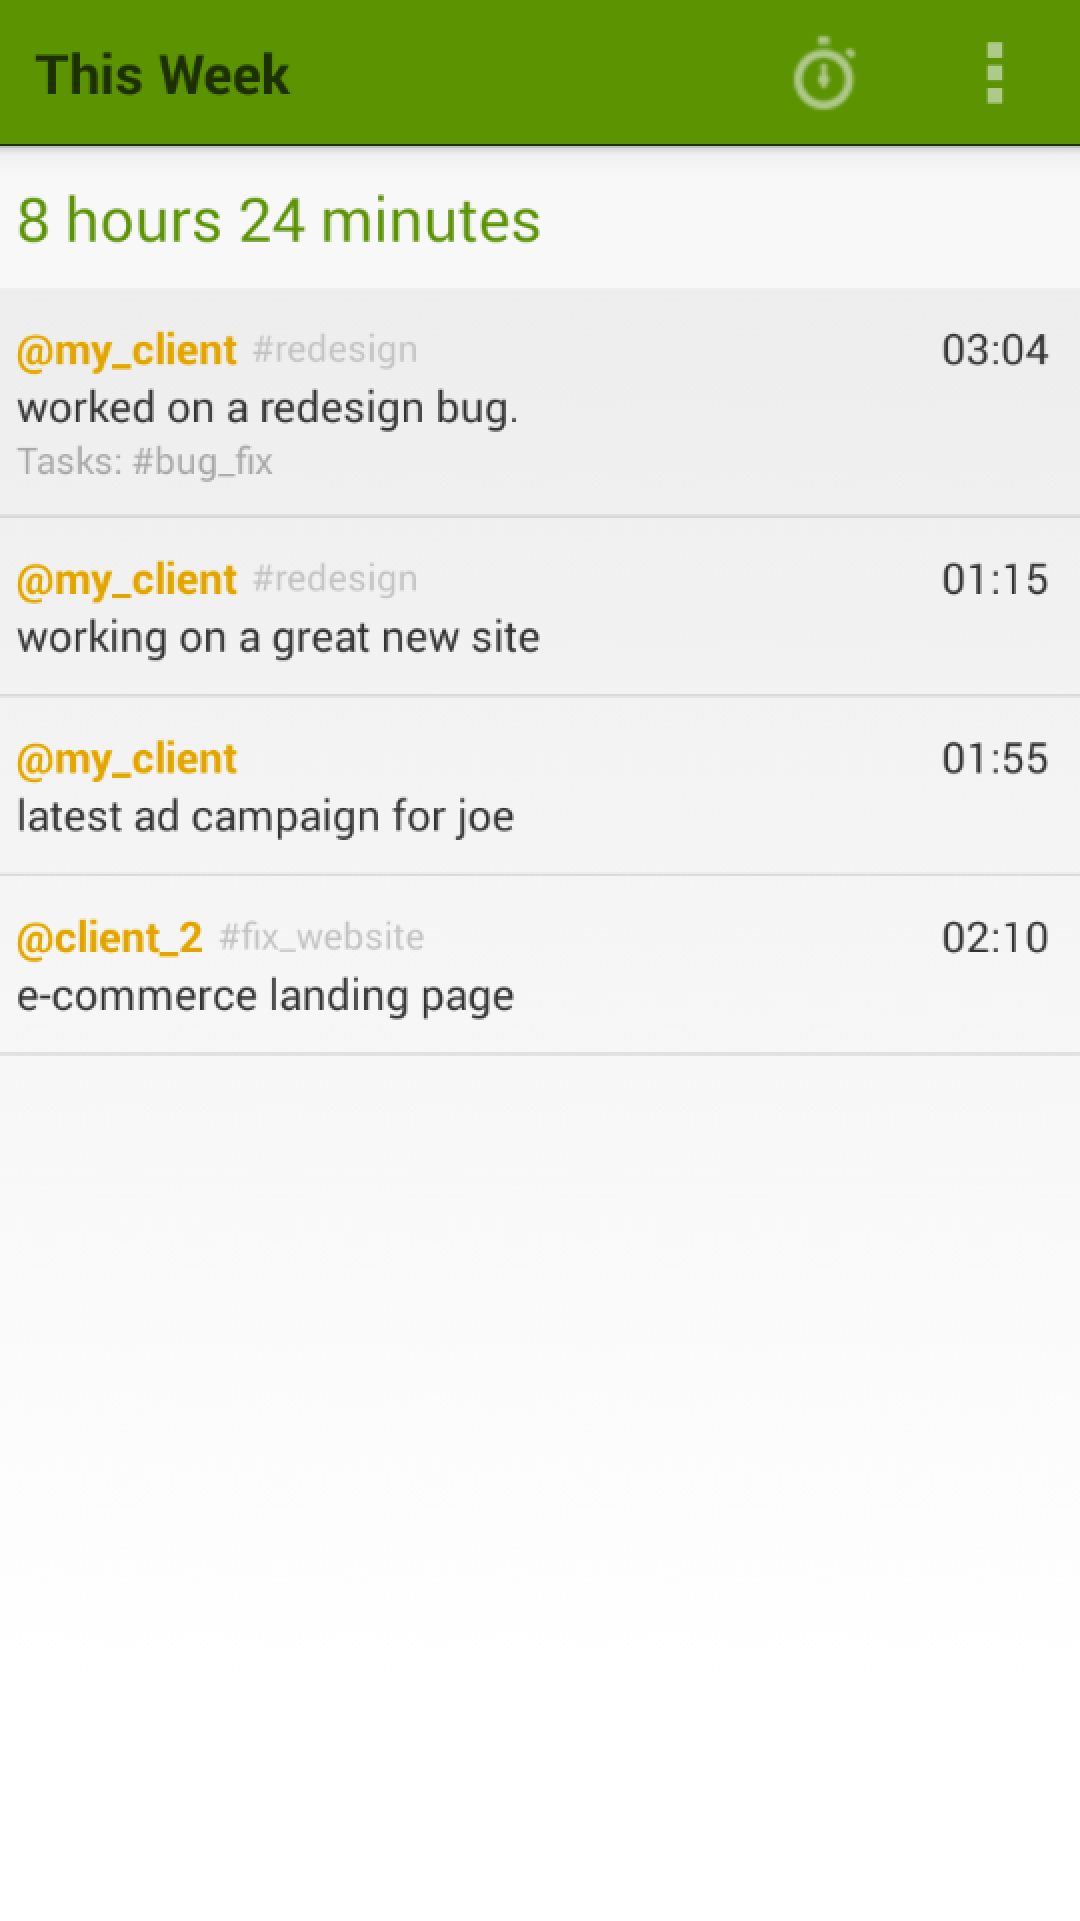 This Week
8 hours 24 minutes
@my_client #redesign 03:04
worked on a redesign bug.
Tasks: #bug_fix
@my_client #redesign 01:15
working on a great new site
@my_client 01:55
latest ad campaign for joe
@client_2 #fix_website 02:10
e-commerce landing page